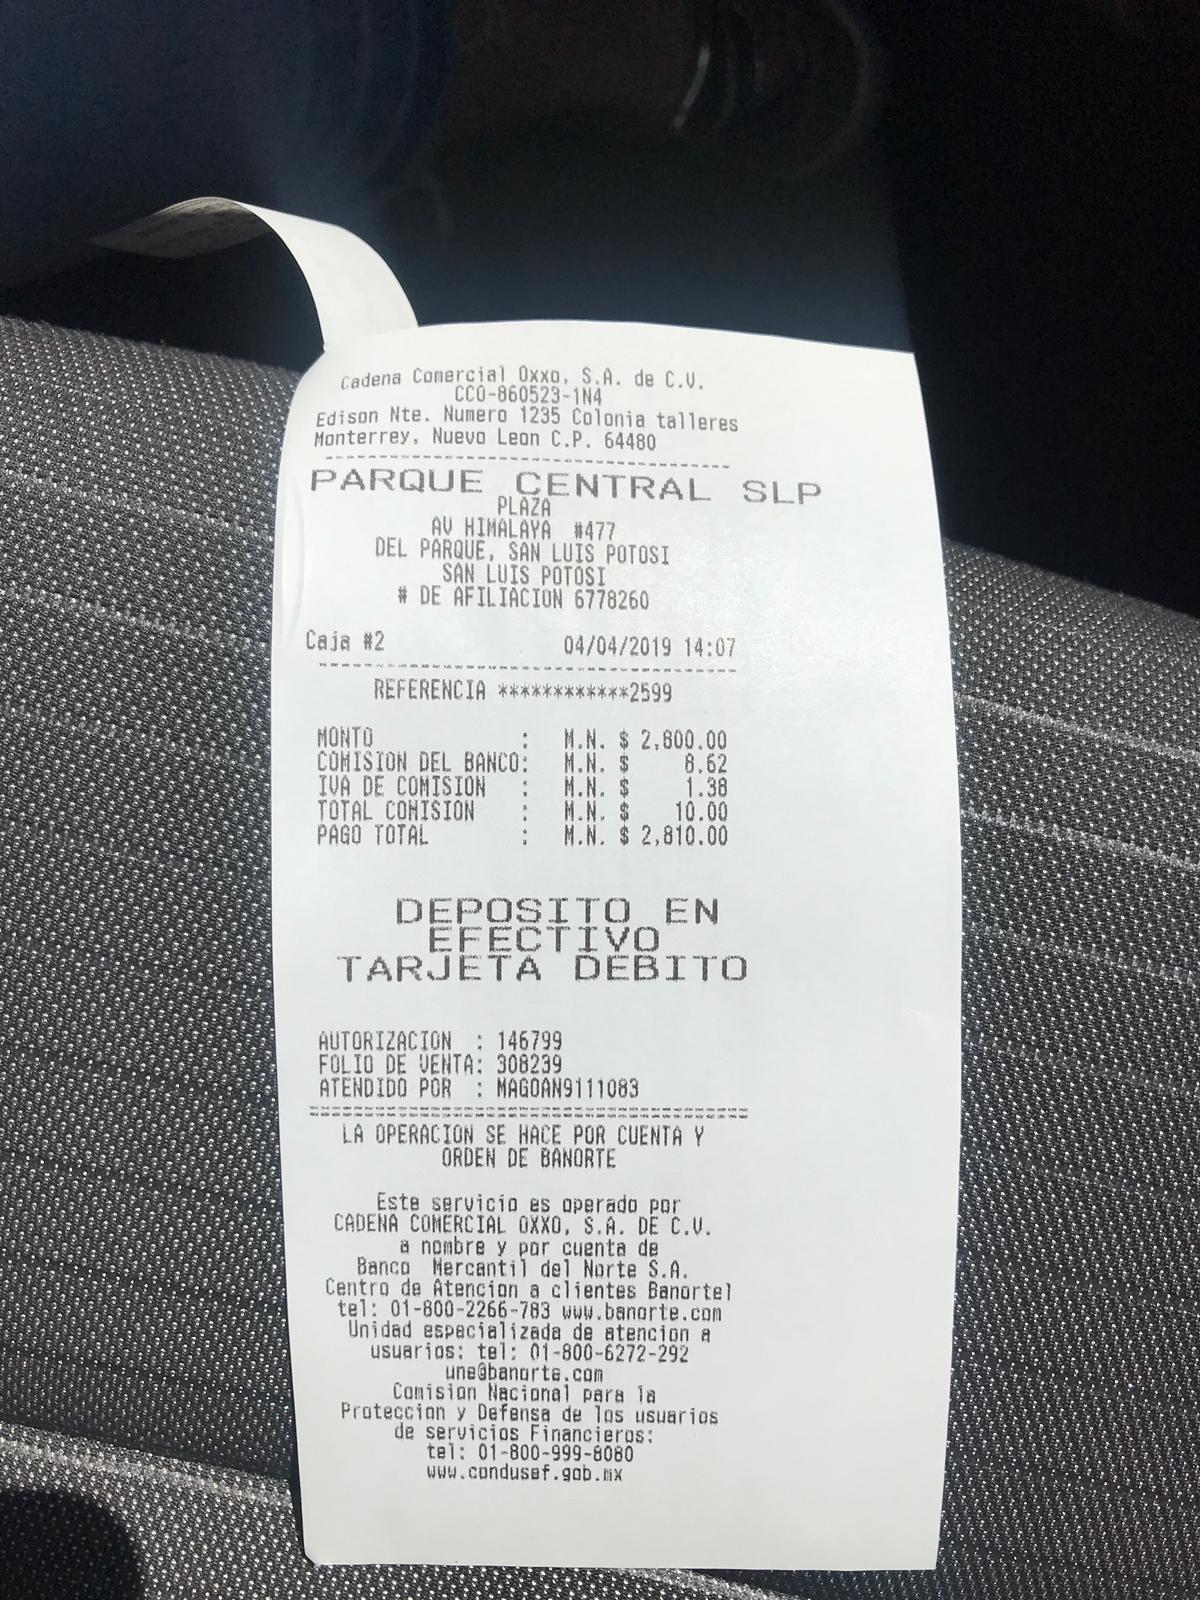 Cadena Comercial Oxxo, S.A. de C.V.
CCO-860523-1N4
Edison Nte. Numero 1235 Colonia talleres
Monterrey, Nuevo Leon C.P. 64480
PARQUE CENTRAL SLP
PLAZA
AV HIMALAYA #477
DEL PARQUE, SAN LUIS POTOSI
SAN LUIS POTOSI
# DE AFILIACION 6778260
Caja #2 04/04/2019 14:07
REFERENCIA ************2599
MONTO : M.N. $ 2,800.00
COMISION DEL BANCO: M.N. $ 8.62
IVA DE COMISION : M.N. $ 1.38
TOTAL COMISION : M.N. $ 10.00
PAGO TOTAL : M.N. $ 2,810.00
DEPOSITO EN
EFECTIVO
TARJETA DEBITO
AUTORIZACION : 146799
FOLIO DE VENTA: 308239
ATENDIDO POR : MAGOAN9111083
LA OPERACION SE HACE POR CUENTA Y
ORDEN DE BANORTE
Este servicio es operado por
CADENA COMERCIAL OXXO, S.A. DE C.V.
a nombre y por cuenta de
Banco Mercantil del Norte S.A.
Centro de Atencion a clientes Banortel
tel: 01-800-2266-783 www.banorte.com
Unidad especializada de atencion a
usuarios: tel: 01-800-6272-292
une@banorte.com
Comision Nacional para la
Proteccion y Defensa de los usuarios
de servicios Financieros:
tel: 01-800-999-8080
www.condusef.gob.mx